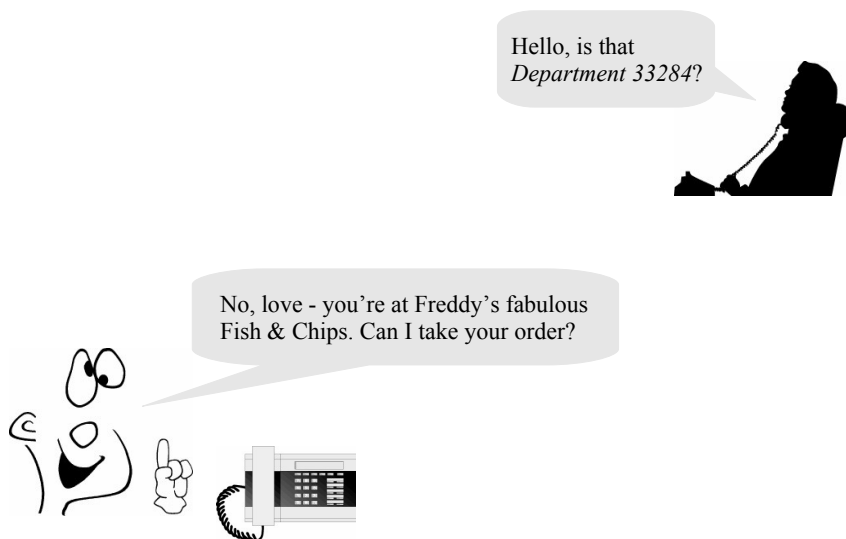 Hello, is that
Department 33284?
No, love - you’re at Freddy’s fabulous
Fish & Chips. Can I take your order?